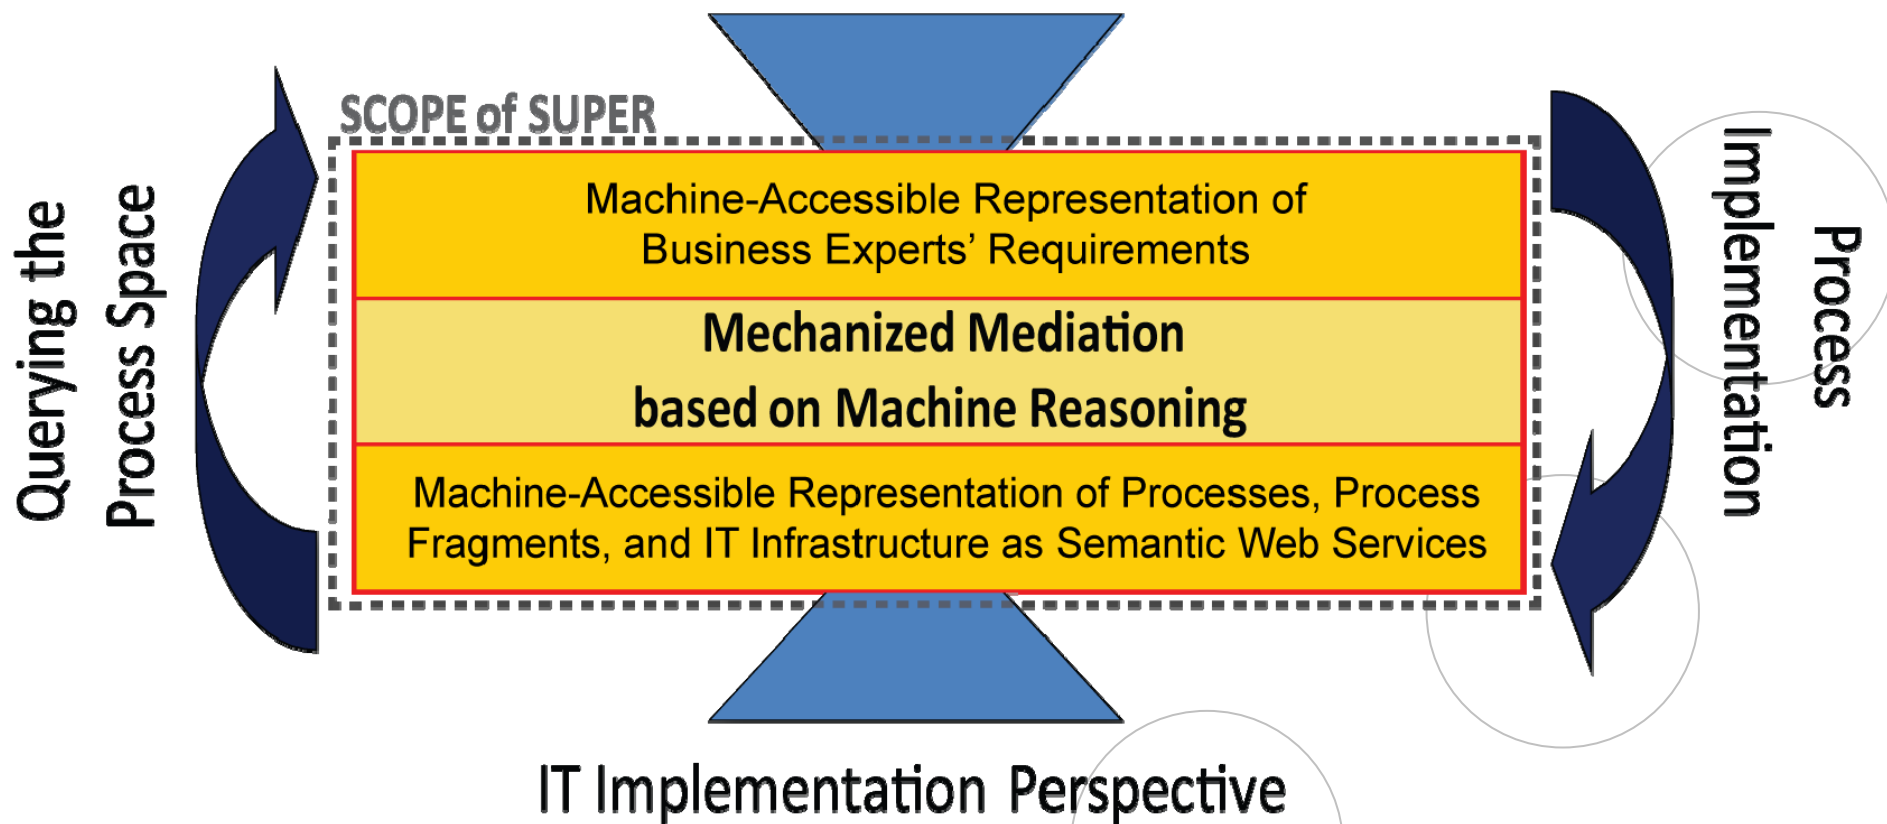 SCOPE of SUPER
Querying the
Process Space
Machine-Accessible Representation of
Business Experts’ Requirements
Mechanized Mediation
based on Machine Reasoning
Machine-Accessible Representation of Processes, Process
Fragments, and IT Infrastructure as Semantic Web Services
Process
Implementation
IT Implementation Perspective